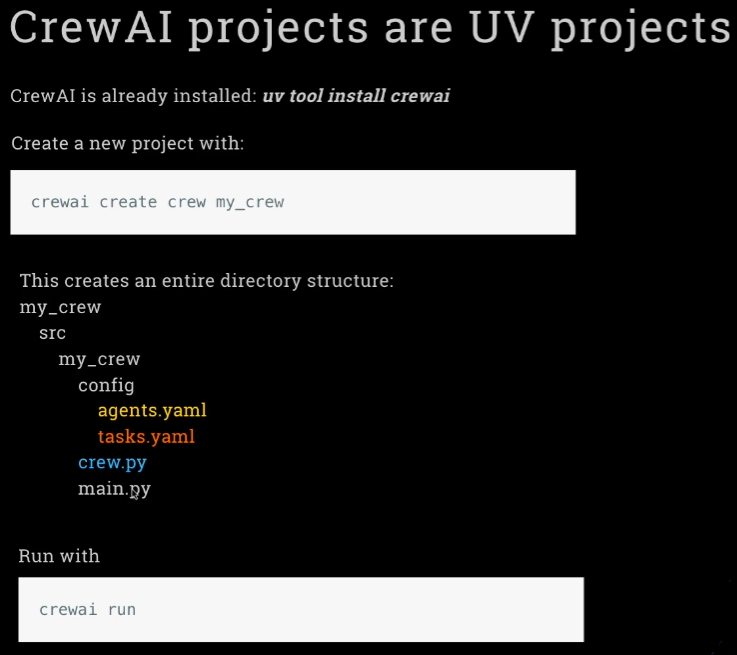 CrewAI projects are UV projects
CrewAI is already installed: uv tool install crewai
Create a new project with:
crewai create crew my_crew
This creates an entire directory structure:
my_crew
src
my_crew
config
agents.yaml
tasks.yaml
crew.py
main.py
Run with
crewai run